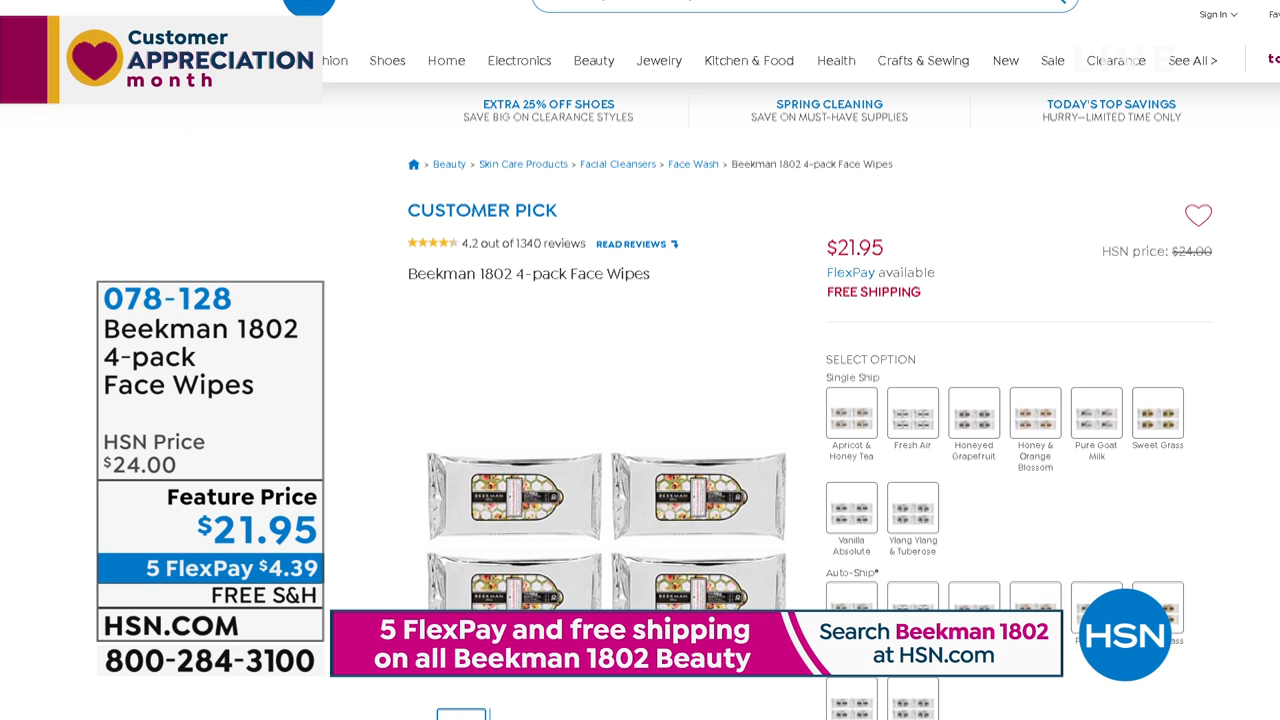 Customer
APPRECIATION
month
LIVE
Sign In
Fa
hion Shoes Home Electronics Beauty Jewelry Kitchen & Food Health Crafts & Sewing New Sale Clearance See All >
EXTRA 25% OFF SHOES
SAVE BIG ON CLEARANCE STYLES
SPRING CLEANING
SAVE ON MUST-HAVE SUPPLIES
TODAY'S TOP SAVINGS
HURRY—LIMITED TIME ONLY
> Beauty > Skin Care Products > Facial Cleansers > Face Wash > Beekman 1802 4-pack Face Wipes
CUSTOMER PICK
4.2 out of 1340 reviews READ REVIEWS
Beekman 1802 4-pack Face Wipes
$21.95
HSN price: $24.00
FlexPay available
FREE SHIPPING
SELECT OPTION
Single Ship
Apricot & Honey Tea
Fresh Air
Honeyed Grapefruit
Honey & Orange Blossom
Pure Goat Milk
Sweet Grass
Vanilla Absolute
Ylang Ylang & Tuberose
Auto-Ship*
BEEKMAN
BEEKMAN
BEEKMAN
BEEKMAN
078-128
Beekman 1802
4-pack
Face Wipes
HSN Price
$24.00
Feature Price
$21.95
5 FlexPay $4.39
FREE S&H
HSN.COM
800-284-3100
5 FlexPay and free shipping
on all Beekman 1802 Beauty
Search Beekman 1802
at HSN.com
HSN